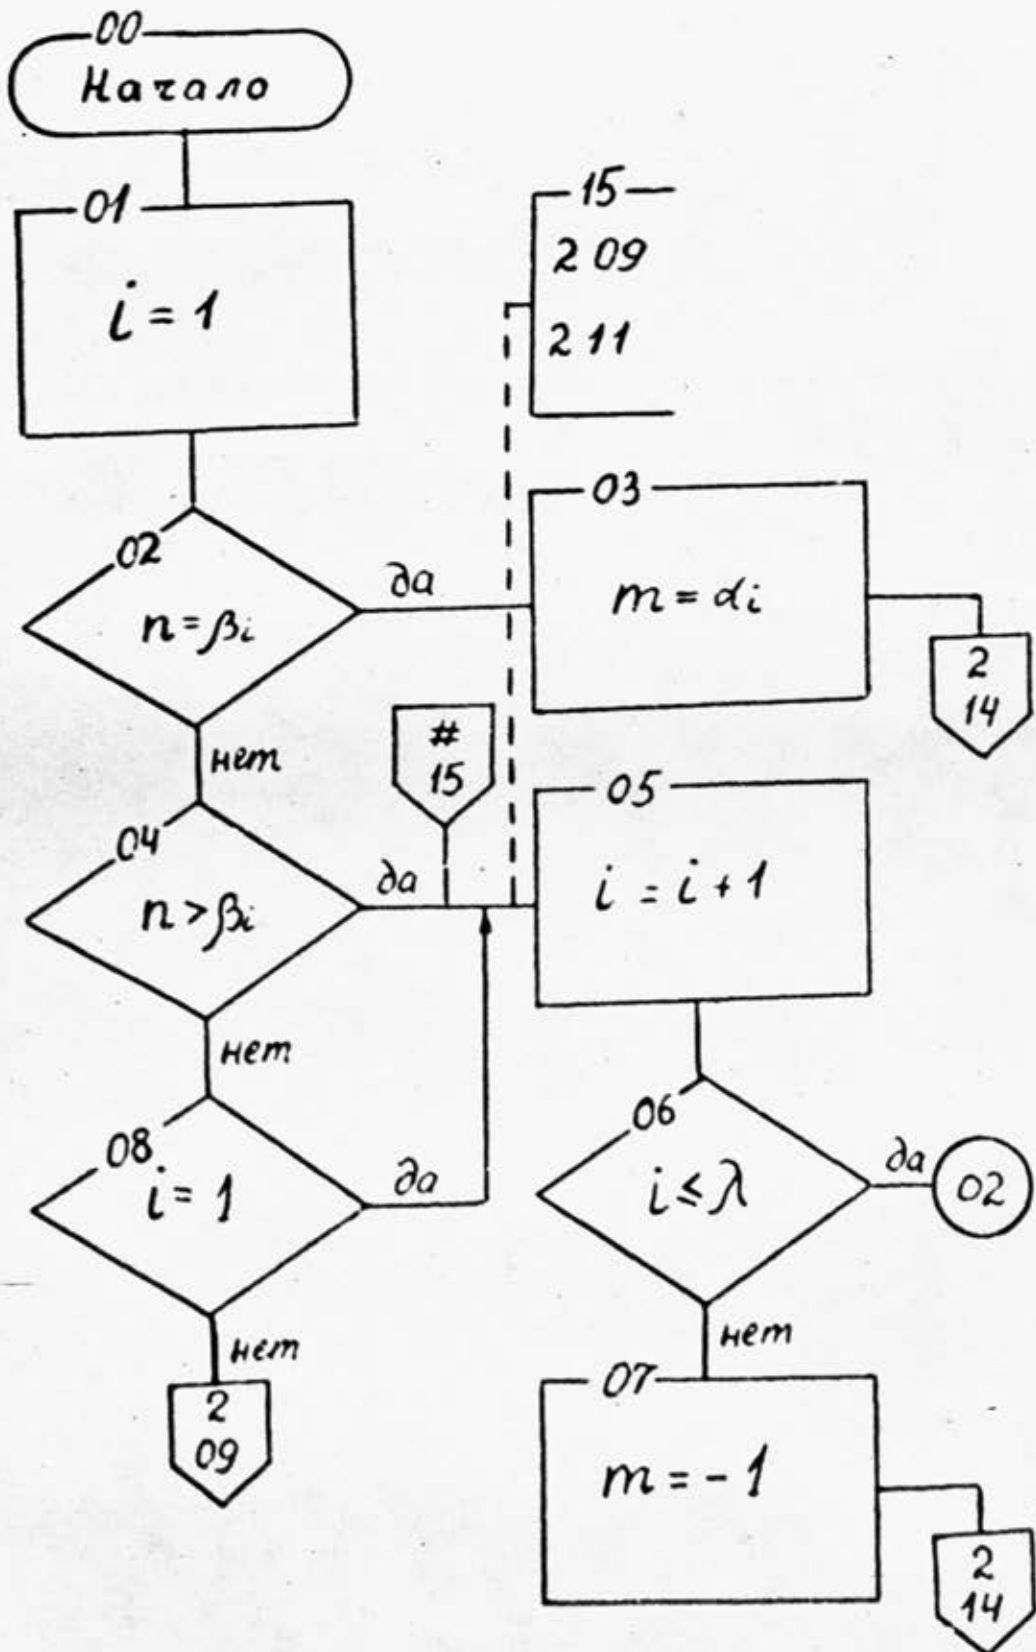 00
Начало
01
i = 1
15
2 09
2 11
02
n = βi
да
03
m = αi
2
14
нет
#
15
04
n > βi
да
05
i = i + 1
нет
08
i = 1
да
06
i ≤ λ
да
02
нет
2
09
нет
07
m = - 1
2
14